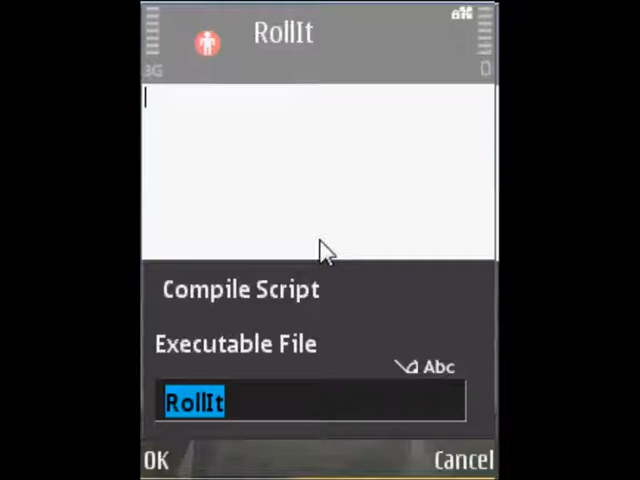 RollIt
3G
Compile Script
Executable File
Abc
RollIt
OK Cancel